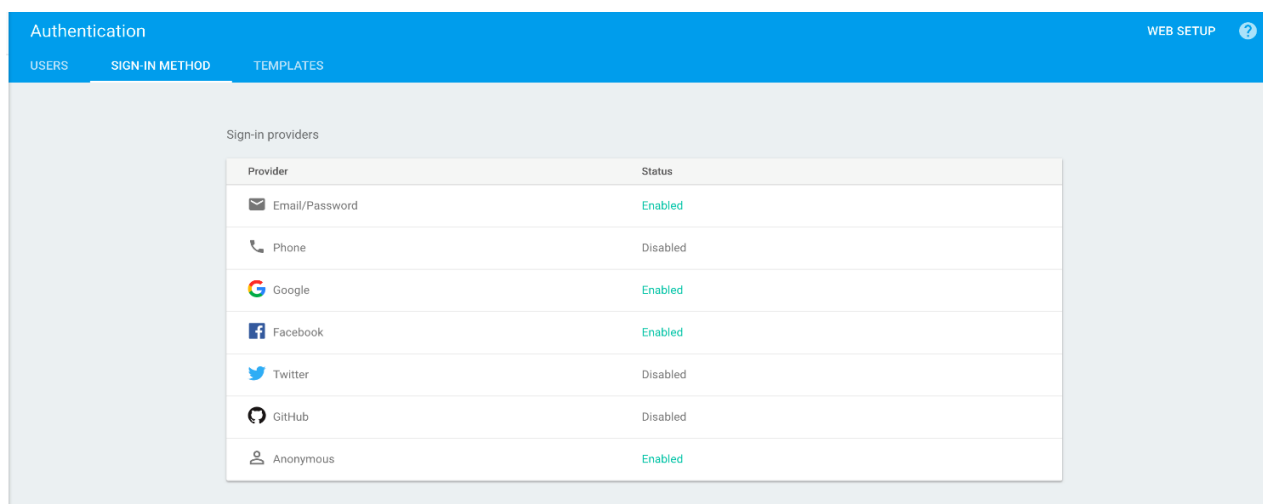 Authentication
WEB SETUP ?
USERS SIGN-IN METHOD TEMPLATES
Sign-in providers
Provider Status
Email/Password Enabled
Phone Disabled
Google Enabled
Facebook Enabled
Twitter Disabled
GitHub Disabled
Anonymous Enabled